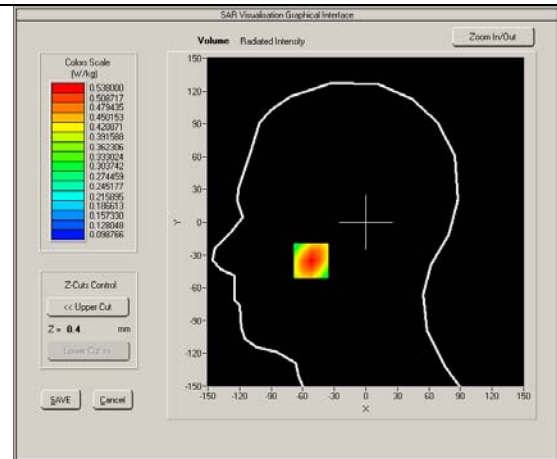 SAR Visualisation Graphical Interface
Volume Radiated Intensity
Zoom In/Out
Colors Scale
(W/kg)
0.538000
0.508717
0.479435
0.450153
0.420871
0.391588
0.362306
0.333024
0.303742
0.274459
0.245177
0.215895
0.186613
0.157330
0.128048
0.098766
Z-Cuts Control
<< Upper Cut
Z = 0.4 mm
Lower Cut >>
SAVE Cancel
Y
150-
120-
90-
60-
30-
0-
-30-
-60-
-90-
-120-
-150-
-150 -120 -90 -60 -30 0 30 60 90 120 150
X